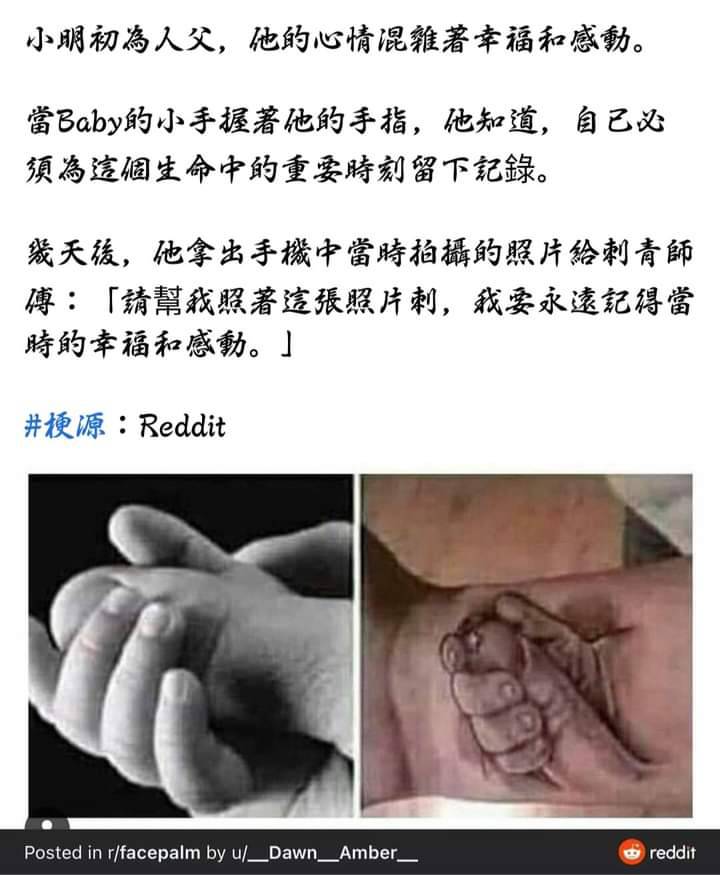 小明初為人父，他的心情混雜著幸福和感動。
當Baby的小手握著他的手指，他知道，自己必
須為這個生命中的重要時刻留下記錄。
幾天後，他拿出手機中當時拍攝的照片給刺青師
傅：「請幫我照著這張照片刺，我要永遠記得當
時的幸福和感動。」
#梗源：Reddit
Posted in r/facepalm by u/__Dawn__Amber__
reddit